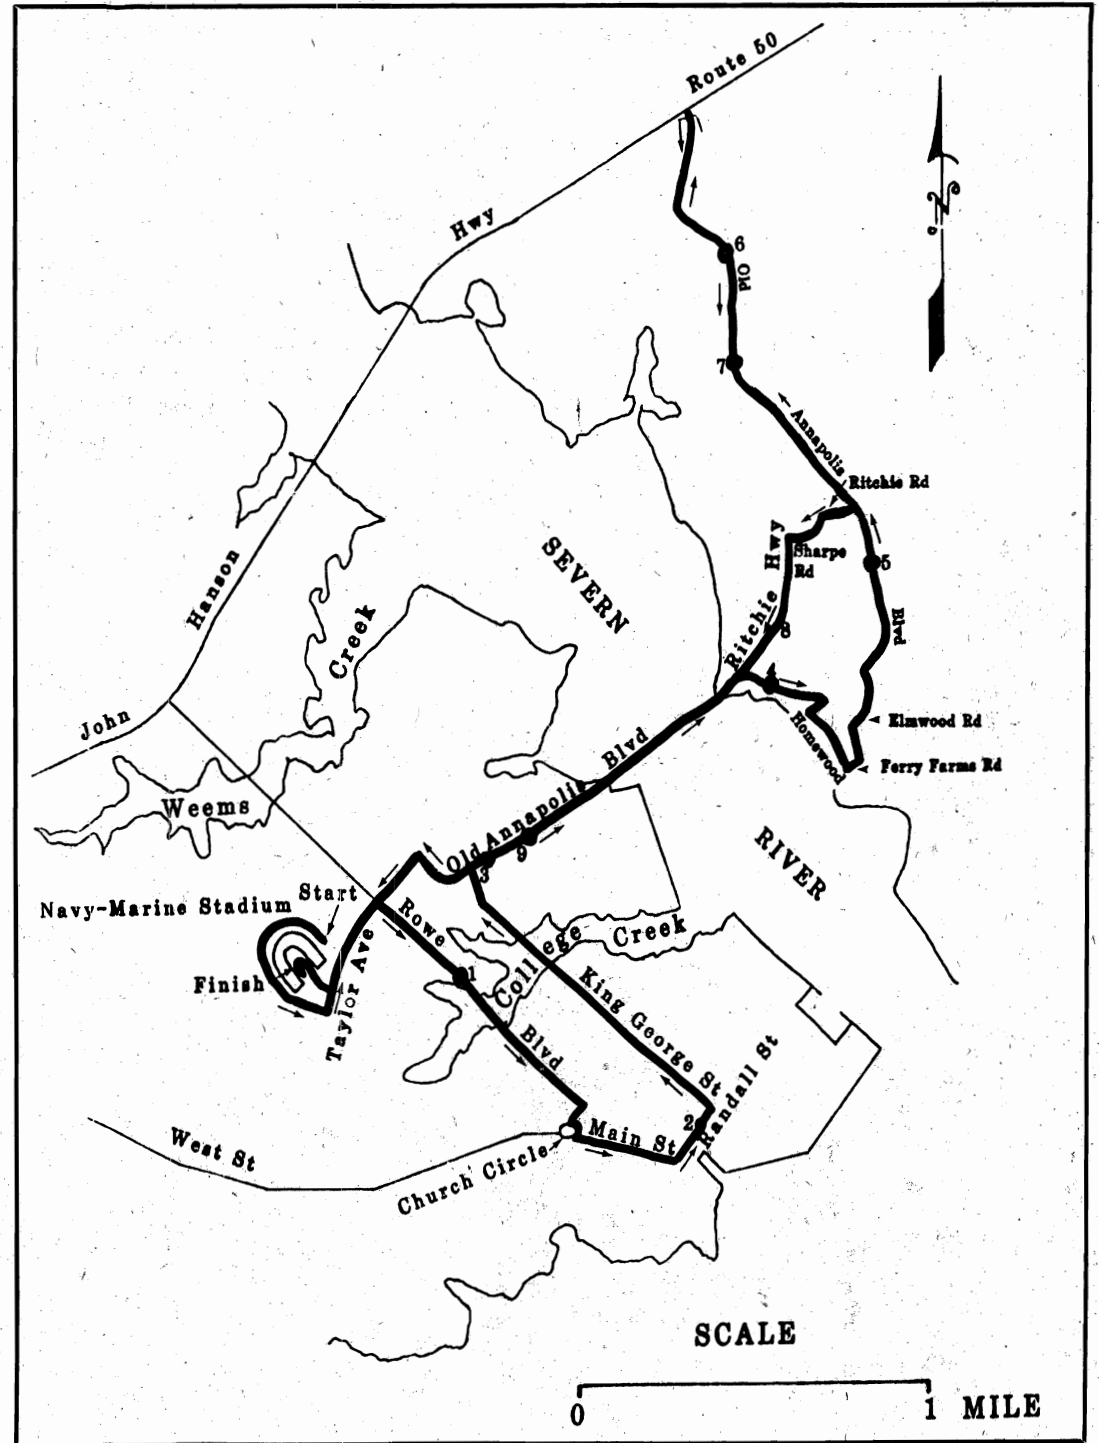 Route 50
Hwy
6
Old
7
Annapolis
Ritchie Rd
Hwy
Sharpe
Rd
5
SEVERN
Hanson
Creek
Blvd
Ritchie
8
John
Elmwood Rd
Homewood
Ferry Farms Rd
Weems
Old Annapolis Blvd
9
3
RIVER
Start
Navy-Marine Stadium
Rowe
Blvd
College Creek
1
Finish
Taylor Ave
King George St
2
Randall St
Main St
West St
Church Circle
SCALE
0
1 MILE